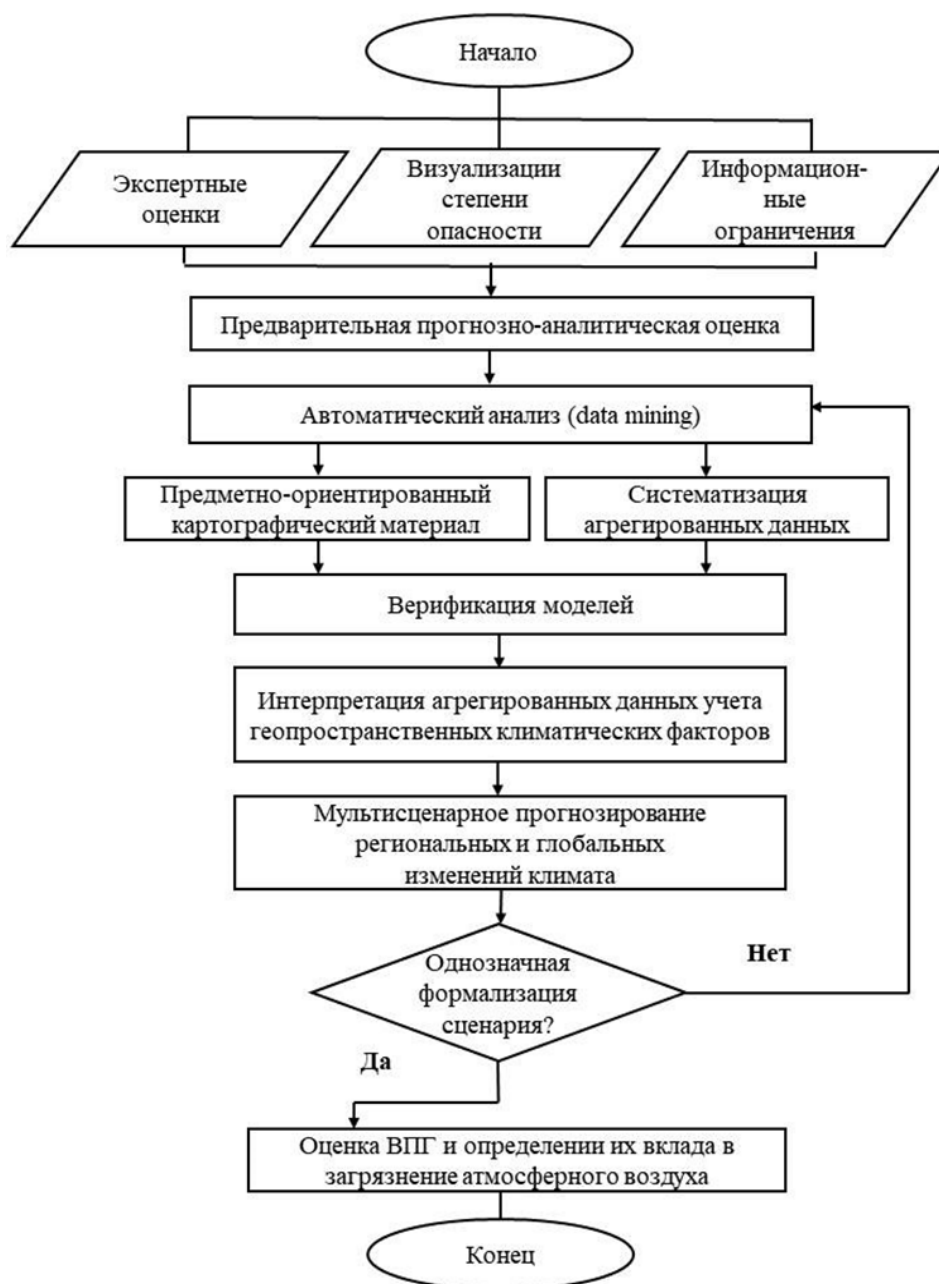 Начало
Экспертные
оценки
Визуализации
степени
опасности
Информацион-
ные
ограничения
Предварительная прогнозно-аналитическая оценка
Автоматический анализ (data mining)
Предметно-ориентированный
картографический материал
Систематизация
агрегированных данных
Верификация моделей
Интерпретация агрегированных данных учета
геопространственных климатических факторов
Мультисценарное прогнозирование
региональных и глобальных
изменений климата
Однозначная
формализация
сценария?
Нет
Да
Оценка ВПГ и определении их вклада в
загрязнение атмосферного воздуха
Конец